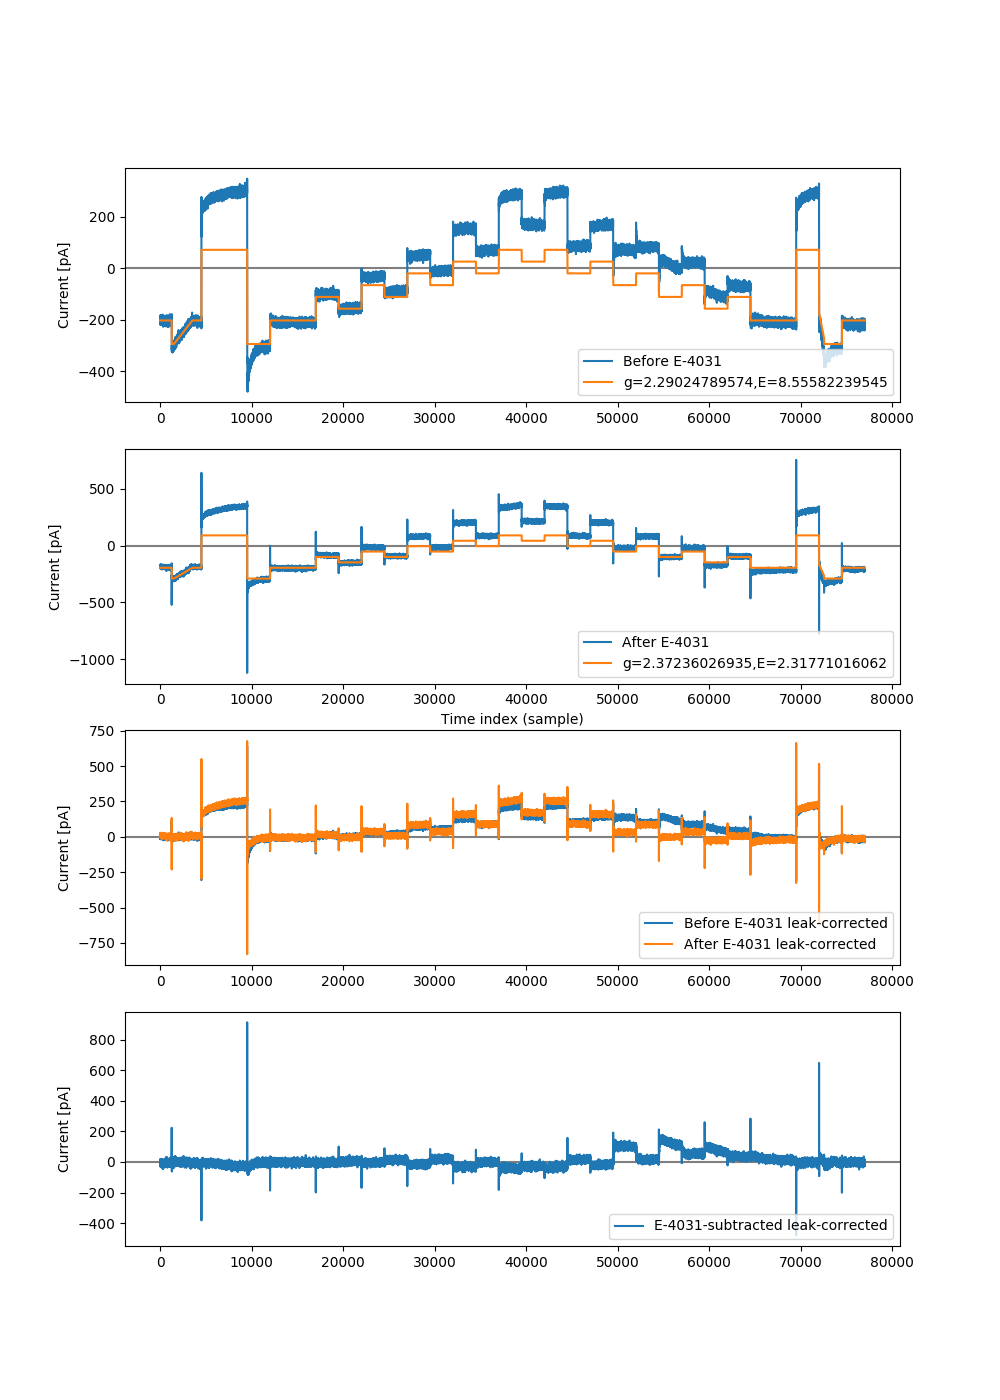 Current [pA]
200
0
−200
−400
Before E-4031
g=2.29024789574,E=8.55582239545
0 10000 20000 30000 40000 50000 60000 70000 80000
Current [pA]
500
0
−500
−1000
After E-4031
g=2.37236026935,E=2.31771016062
0 10000 20000 30000 40000 50000 60000 70000 80000
Time index (sample)
Current [pA]
750
500
250
0
−250
−500
−750
Before E-4031 leak-corrected
After E-4031 leak-corrected
0 10000 20000 30000 40000 50000 60000 70000 80000
Current [pA]
800
600
400
200
0
−200
−400
E-4031-subtracted leak-corrected
0 10000 20000 30000 40000 50000 60000 70000 80000